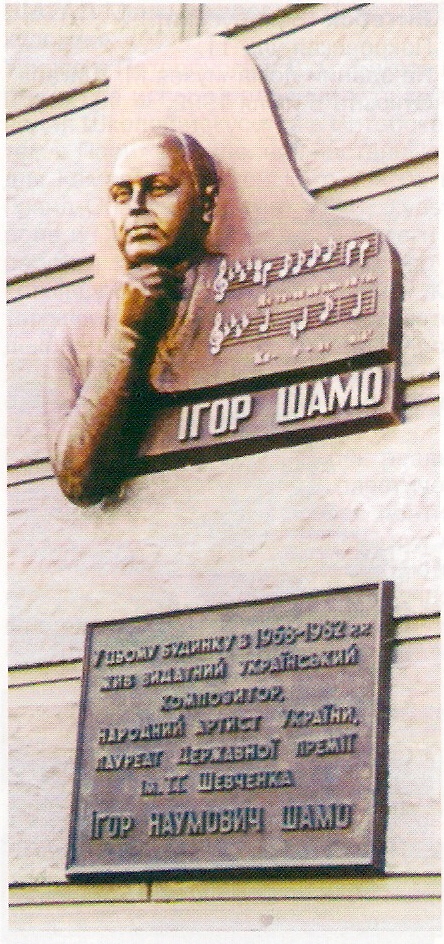 ІГОР ШАМО
У ЦЬОМУ БУДИНКУ В 1968-1982 Р.Р.
ЖИВ ВИДАТНИЙ УКРАЇНСЬКИЙ
КОМПОЗИТОР,
НАРОДНИЙ АРТИСТ УКРАЇНИ,
ЛАУРЕАТ ДЕРЖАВНОЇ ПРЕМІЇ
ІМ. Т.Г. ШЕВЧЕНКА
ІГОР НАУМОВИЧ ШАМО